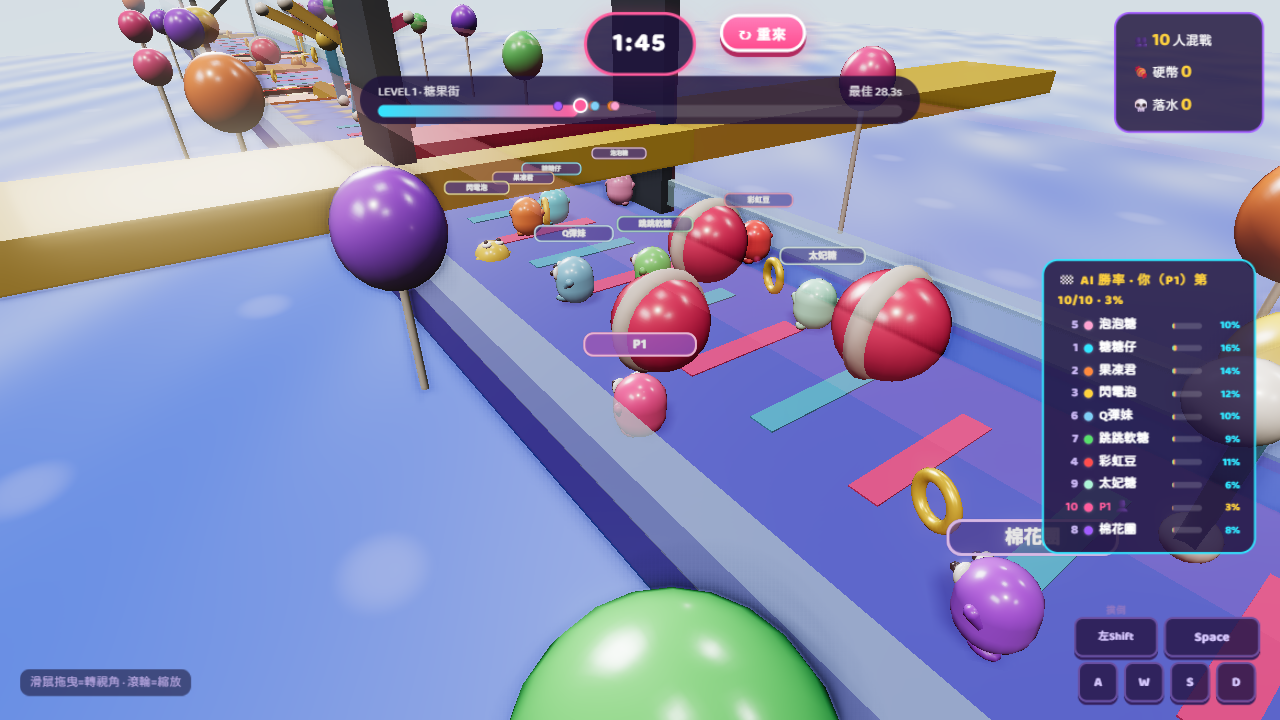 1:45
↻ 重來
LEVEL 1 · 糖果街
最佳 28.3s
10 人混戰
硬幣 0
落水 0
泡泡糖
果凍君
閃電泡
彩虹豆
跳跳軟糖
Q彈妹
太妃糖
P1
棉花
AI 勝率 · 你（P1）第
10/10 · 3%
5 泡泡糖 10%
1 糖糖仔 16%
2 果凍君 14%
3 閃電泡 12%
6 Q彈妹 10%
7 跳跳軟糖 9%
4 彩虹豆 11%
9 太妃糖 6%
10 P1 3%
8 棉花糰 8%
左Shift
Space
A
W
S
D
滑鼠拖曳=轉視角 · 滾輪=縮放